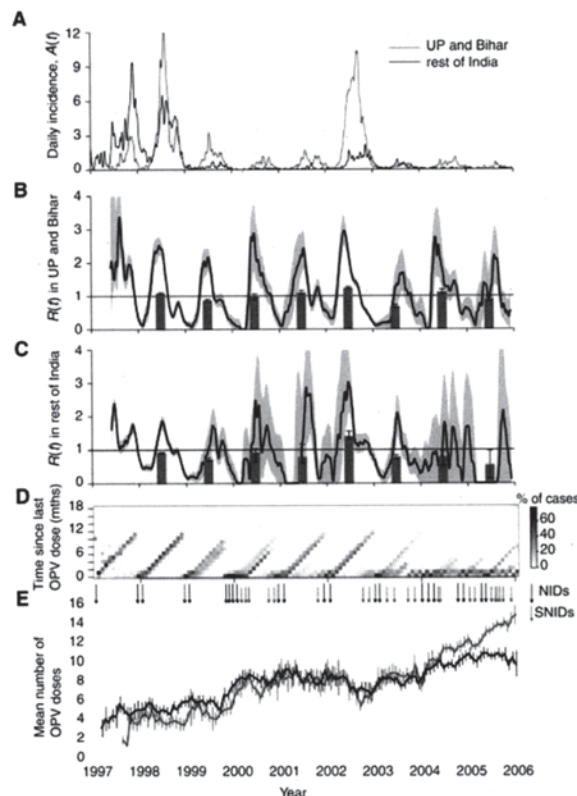 A
Daily incidence, A(t)
12
9
6
3
0
UP and Bihar
rest of India
B
R(t) in UP and Bihar
4
3
2
1
0
C
R(t) in rest of India
4
3
2
1
0
D
Time since last
OPV dose (mths)
18
12
6
0
% of cases
60
40
20
0
NIDs
SNIDs
E
Mean number of
OPV doses
16
14
12
10
8
6
4
2
0
1997 1998 1999 2000 2001 2002 2003 2004 2005 2006
Year